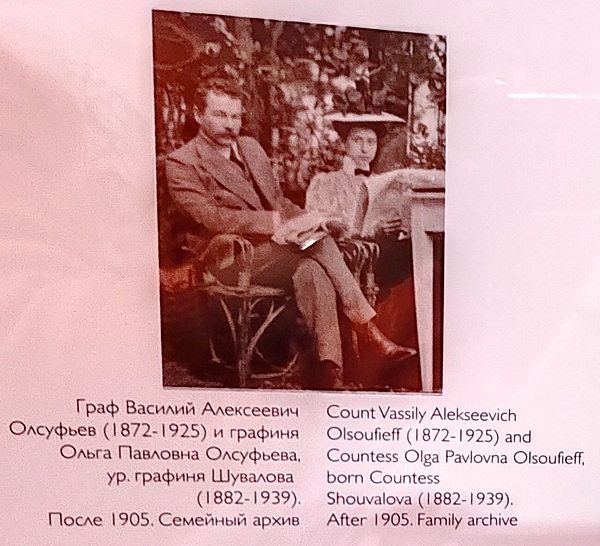 Граф Василий Алексеевич
Олсуфьев (1872-1925) и графиня
Ольга Павловна Олсуфьева,
ур. графиня Шувалова
(1882-1939).
После 1905. Семейный архив
Count Vassily Alekseevich
Olsoufieff (1872-1925) and
Countess Olga Pavlovna Olsoufieff,
born Countess
Shouvalova (1882-1939).
After 1905. Family archive